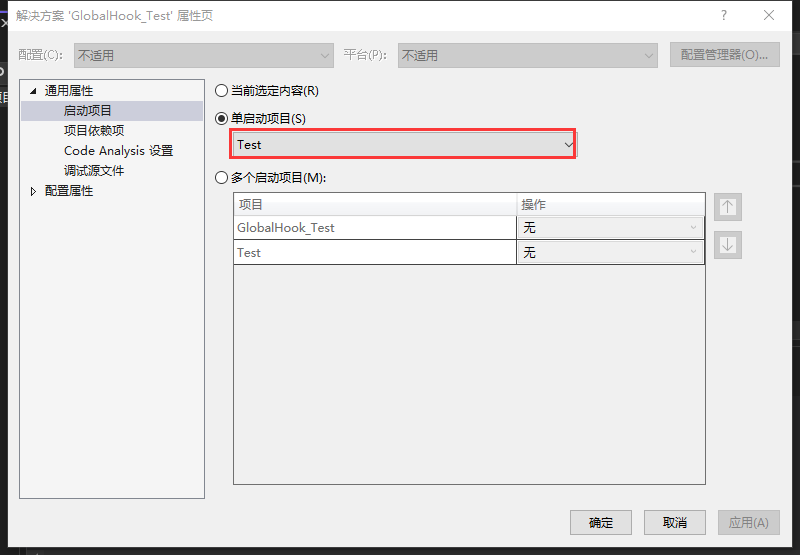 解决方案 'GlobalHook_Test' 属性页
配置(C): 不适用 平台(P): 不适用 配置管理器(O)...
通用属性
启动项目
项目依赖项
Code Analysis 设置
调试源文件
配置属性
当前选定内容(R)
单启动项目(S)
Test
多个启动项目(M):
项目 操作
GlobalHook_Test 无
Test 无
确定 取消 应用(A)